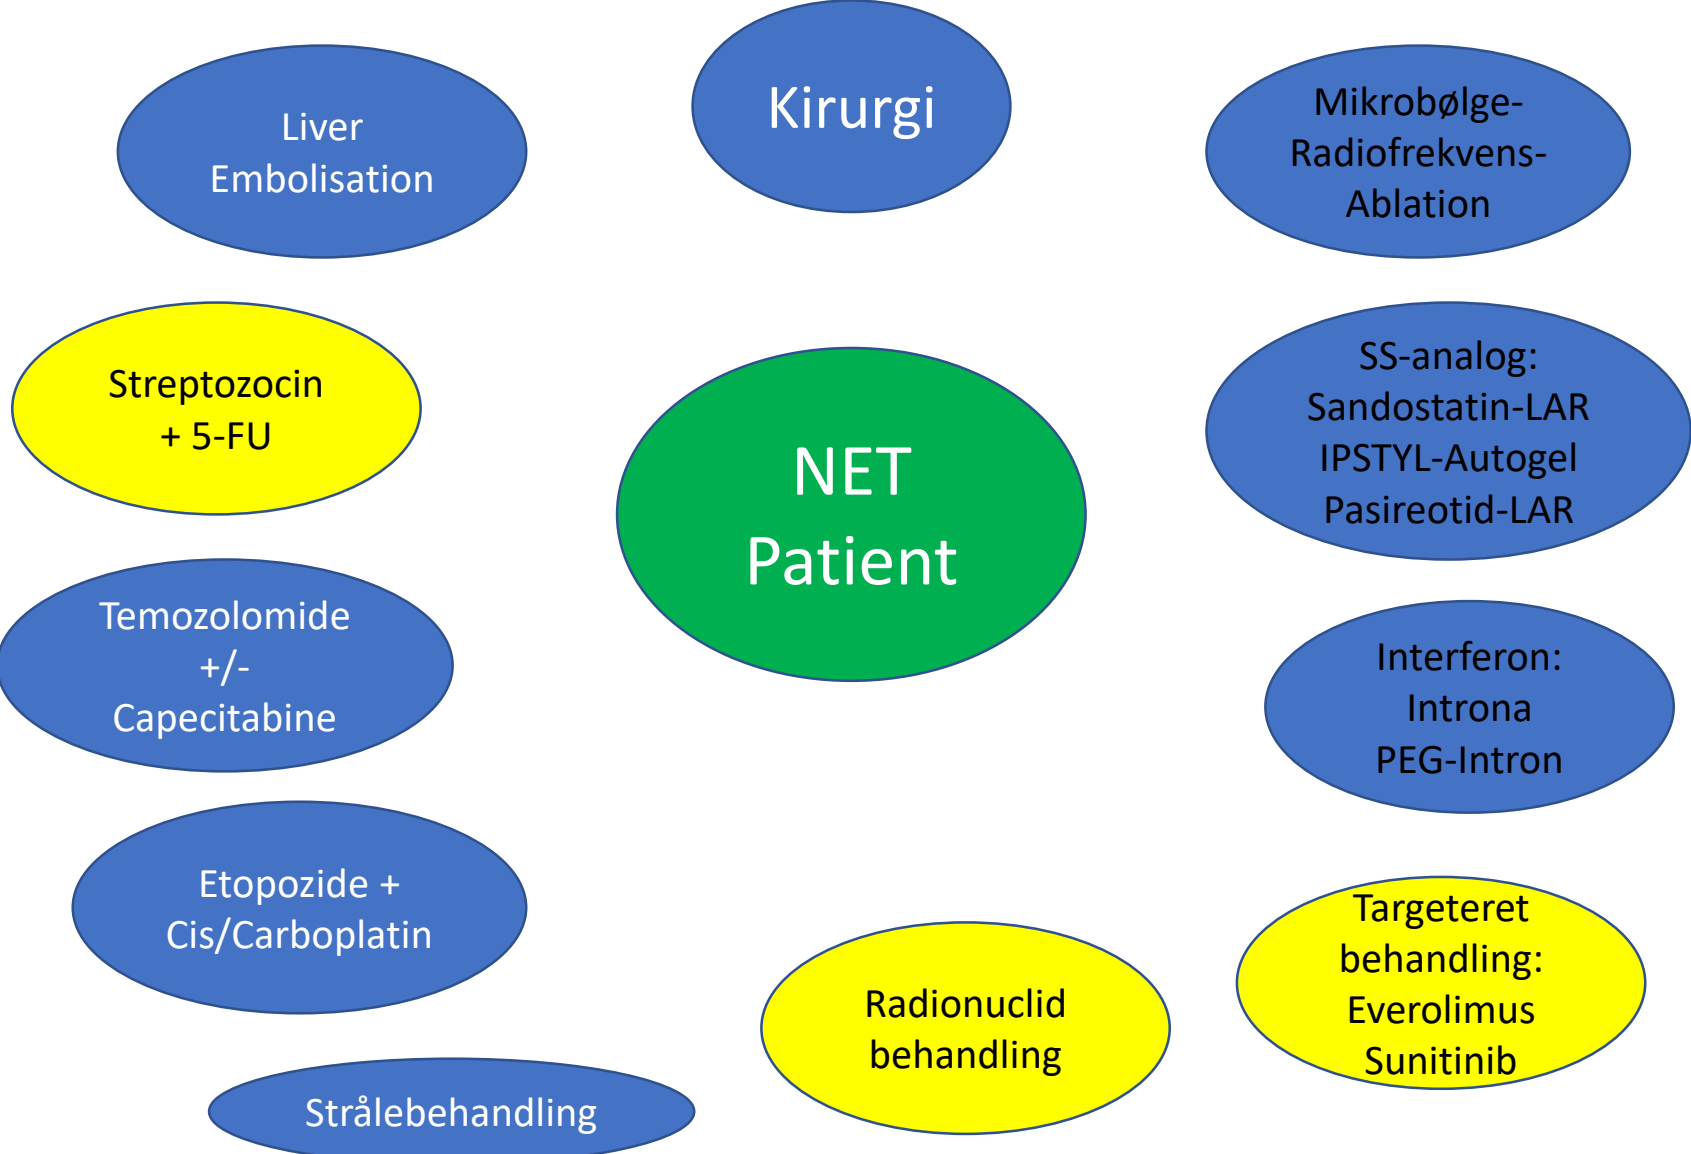 Liver
Embolisation
Kirurgi
Mikrobølge-
Radiofrekvens-
Ablation
Streptozocin
+ 5-FU
NET
Patient
SS-analog:
Sandostatin-LAR
IPSTYL-Autogel
Pasireotid-LAR
Temozolomide
+/-
Capecitabine
Interferon:
Introna
PEG-Intron
Etopozide +
Cis/Carboplatin
Radionuclid
behandling
Targeteret
behandling:
Everolimus
Sunitinib
Strålebehandling